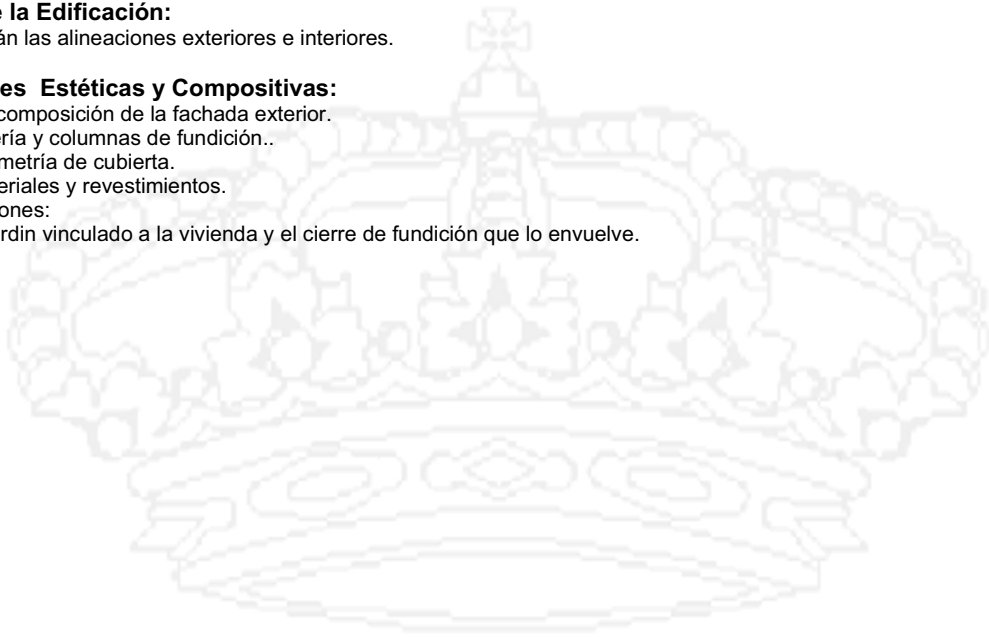 e la Edificación:
án las alineaciones exteriores e interiores.
es Estéticas y Compositivas:
composición de la fachada exterior.
ería y columnas de fundición..
metría de cubierta.
eriales y revestimientos.
ones:
rdin vinculado a la vivienda y el cierre de fundición que lo envuelve.